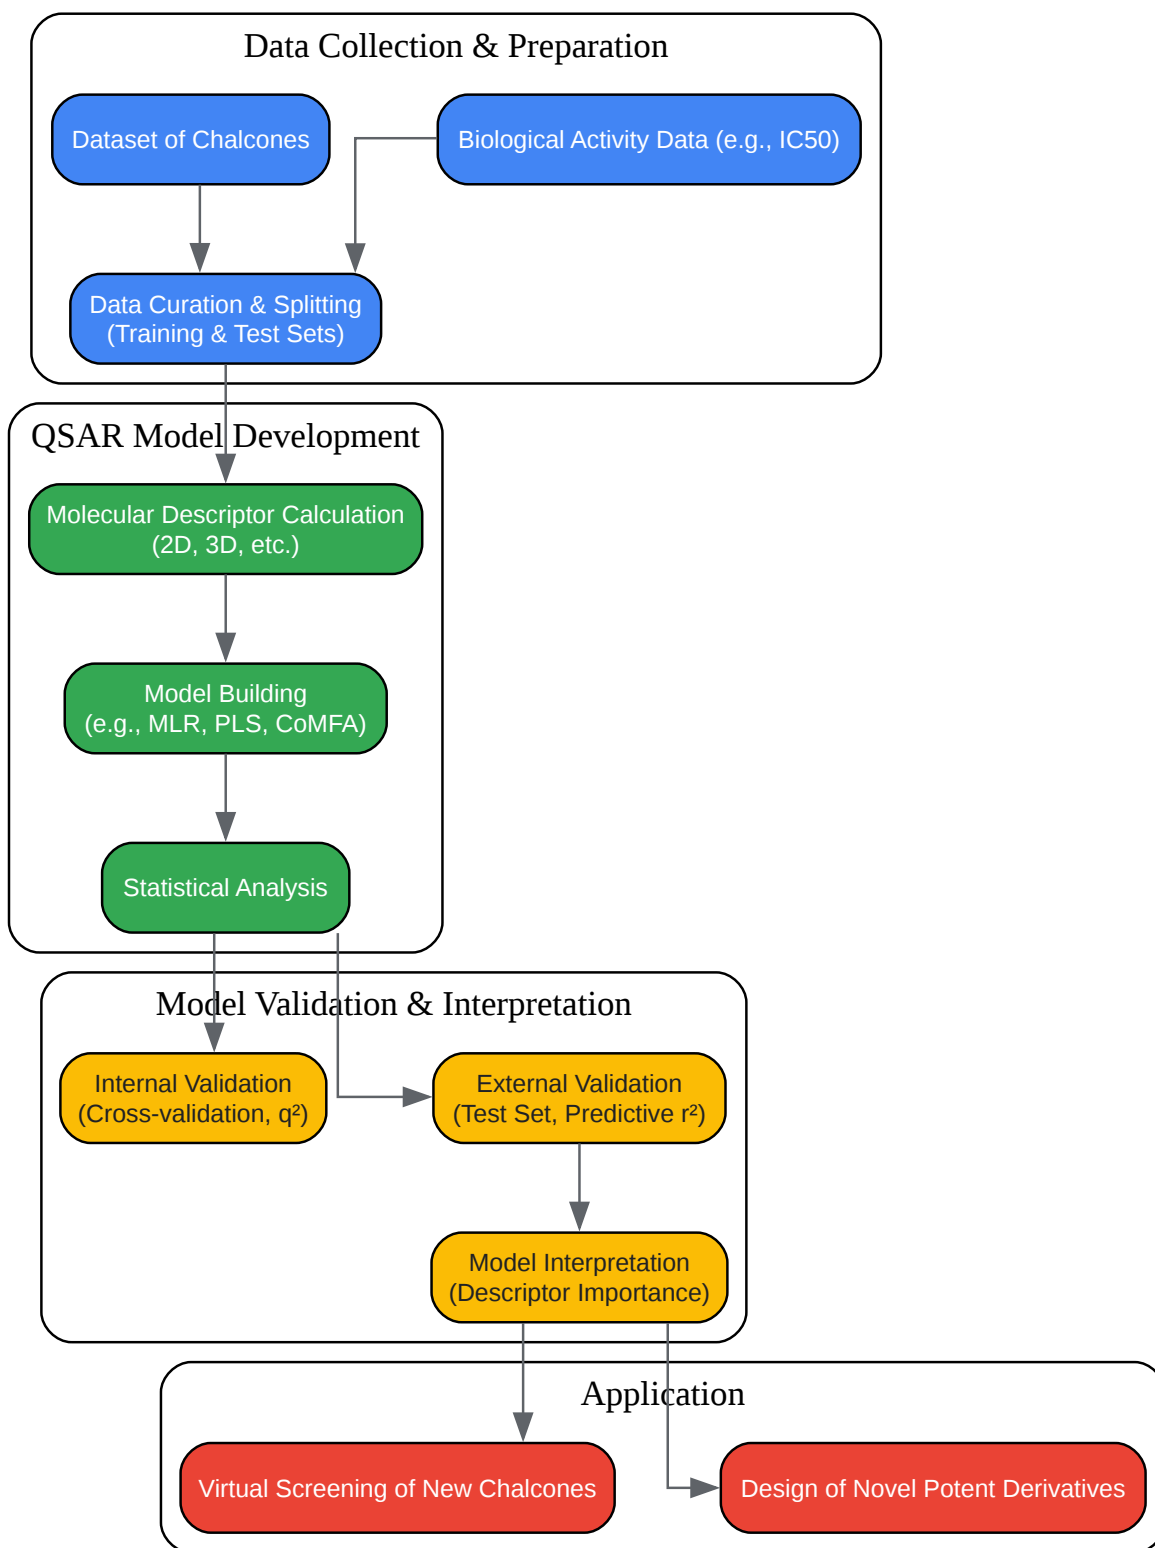 Data Collection & Preparation
Dataset of Chalcones
Biological Activity Data (e.g., IC50)
Data Curation & Splitting
(Training & Test Sets)
QSAR Model Development
Molecular Descriptor Calculation
(2D, 3D, etc.)
Model Building
(e.g., MLR, PLS, CoMFA)
Statistical Analysis
Model Validation & Interpretation
Internal Validation
(Cross-validation, q²)
External Validation
(Test Set, Predictive r²)
Model Interpretation
(Descriptor Importance)
Application
Virtual Screening of New Chalcones
Design of Novel Potent Derivatives